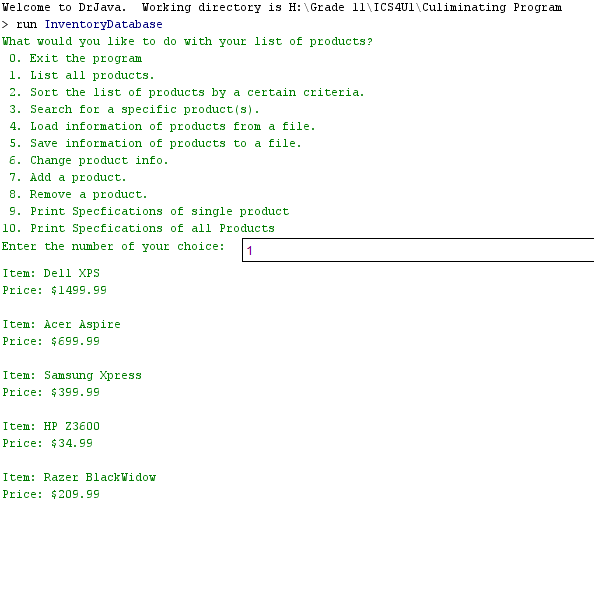 Welcome to DrJava.  Working directory is H:\Grade 11\ICS4U1\Culiminating Program
> run InventoryDatabase
What would you like to do with your list of products?
 0. Exit the program
 1. List all products.
 2. Sort the list of products by a certain criteria.
 3. Search for a specific product(s).
 4. Load information of products from a file.
 5. Save information of products to a file.
 6. Change product info.
 7. Add a product.
 8. Remove a product.
 9. Print Specfications of single product
10. Print Specfications of all Products
Enter the number of your choice:  1
Item: Dell XPS
Price: $1499.99
Item: Acer Aspire
Price: $699.99
Item: Samsung Xpress
Price: $399.99
Item: HP Z3600
Price: $34.99
Item: Razer BlackWidow
Price: $209.99